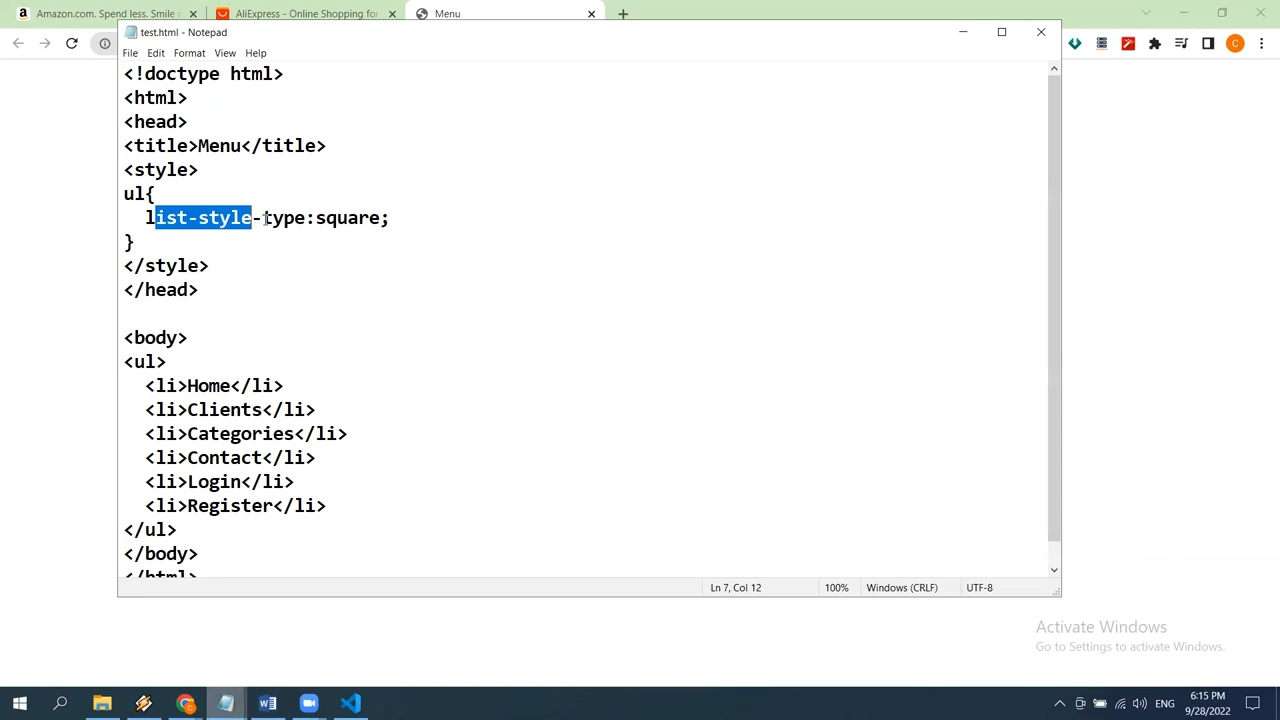 Amazon.com. Spend less. Smile m
AliExpress - Online Shopping for
Menu
test.html - Notepad
File Edit Format View Help
<!doctype html>
<html>
<head>
<title>Menu</title>
<style>
ul{
list-style-type:square;
}
</style>
</head>
<body>
<ul>
<li>Home</li>
<li>Clients</li>
<li>Categories</li>
<li>Contact</li>
<li>Login</li>
<li>Register</li>
</ul>
</body>
</html>
Ln 7, Col 12 100% Windows (CRLF) UTF-8
Activate Windows
Go to Settings to activate Windows.
ENG
6:15 PM
9/28/2022